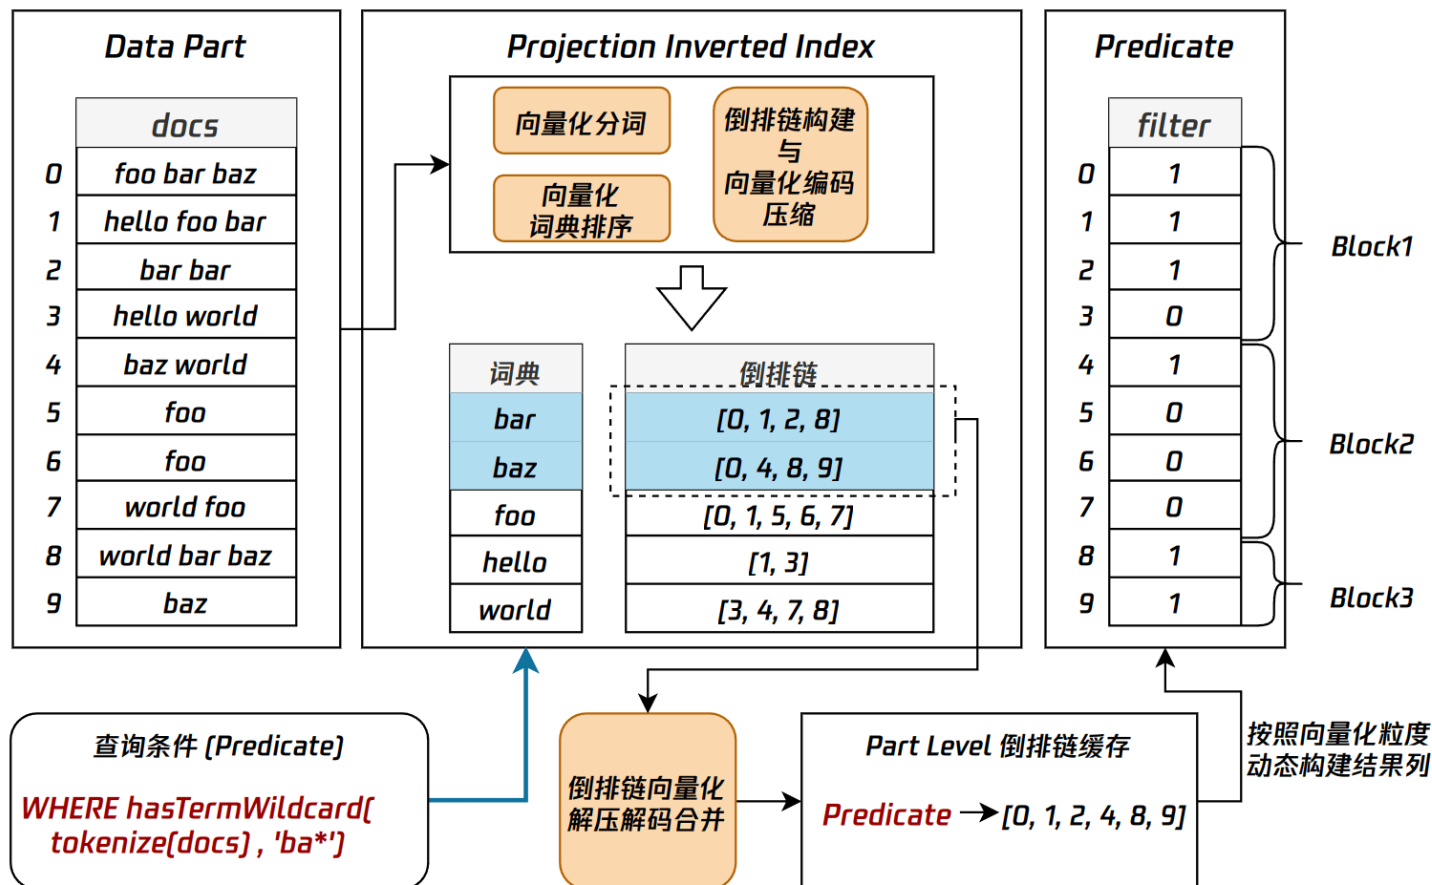 Data Part
docs
0 foo bar baz
1 hello foo bar
2 bar bar
3 hello world
4 baz world
5 foo
6 foo
7 world foo
8 world bar baz
9 baz
Projection Inverted Index
向量化分词
向量化
词典排序
倒排链构建
与
向量化编码
压缩
词典 倒排链
bar [0, 1, 2, 8]
baz [0, 4, 8, 9]
foo [0, 1, 5, 6, 7]
hello [1, 3]
world [3, 4, 7, 8]
Predicate
filter
0 1
1 1
2 1
3 0
4 1
5 0
6 0
7 0
8 1
9 1
Block1
Block2
Block3
查询条件 (Predicate)
WHERE hasTermWildcard(
tokenize(docs) , 'ba*')
倒排链向量化
解压解码合并
Part Level 倒排链缓存
Predicate [0, 1, 2, 4, 8, 9]
按照向量化粒度
动态构建结果列